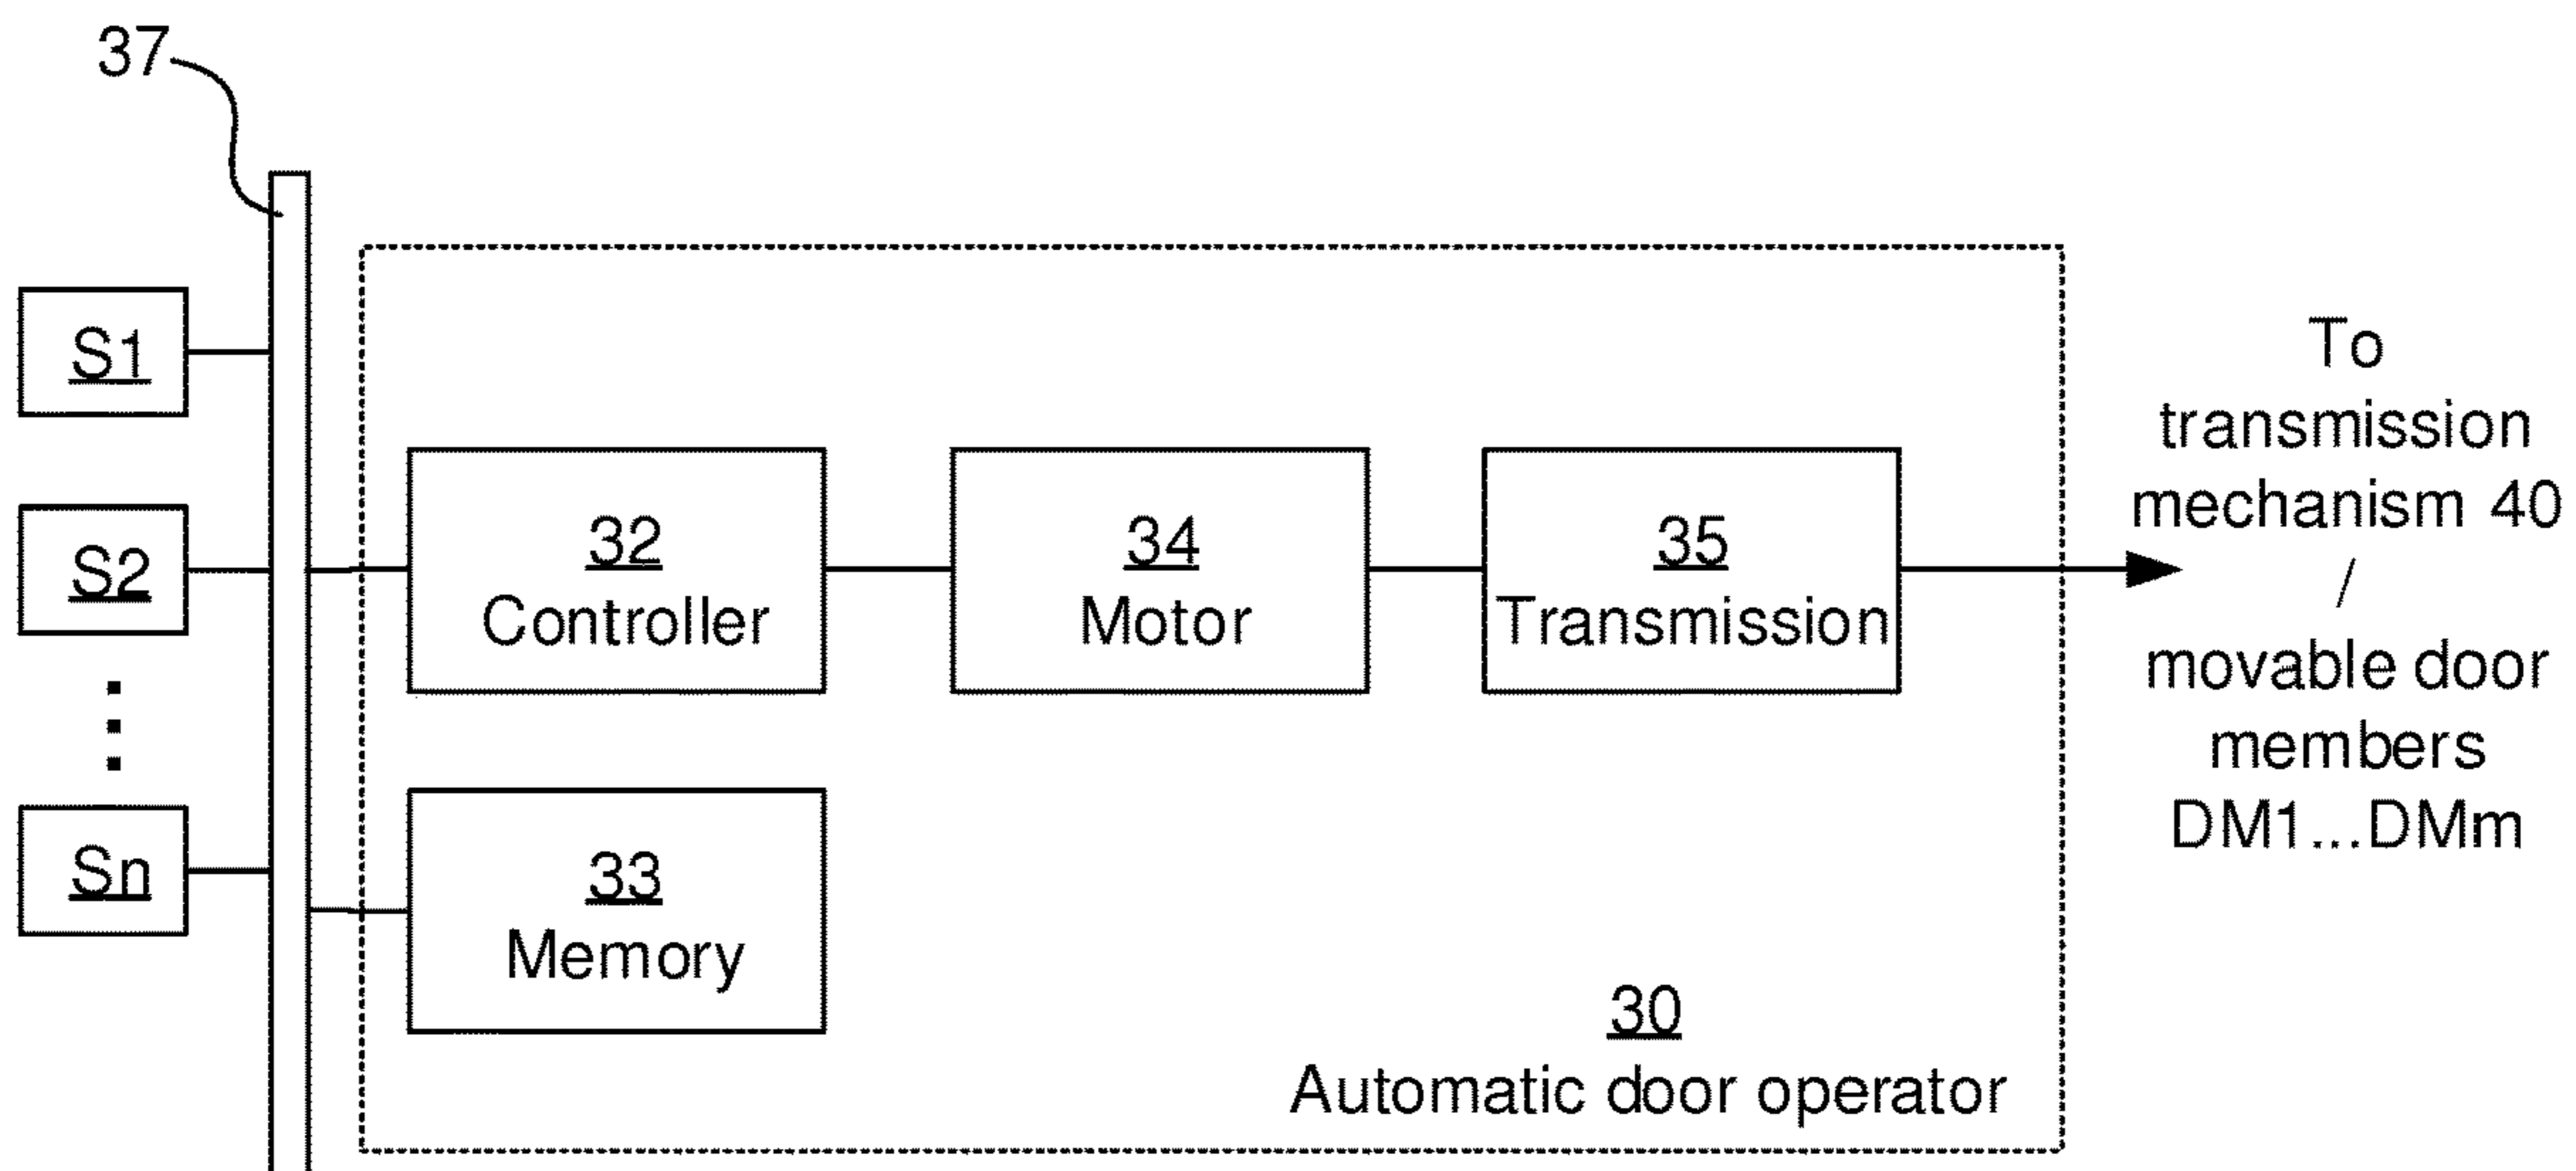 37
S1
S2
Sn
32
Controller
33
Memory
34
Motor
35
Transmission
30
Automatic door operator
To
transmission
mechanism 40
/
movable door
members
DM1...DMm